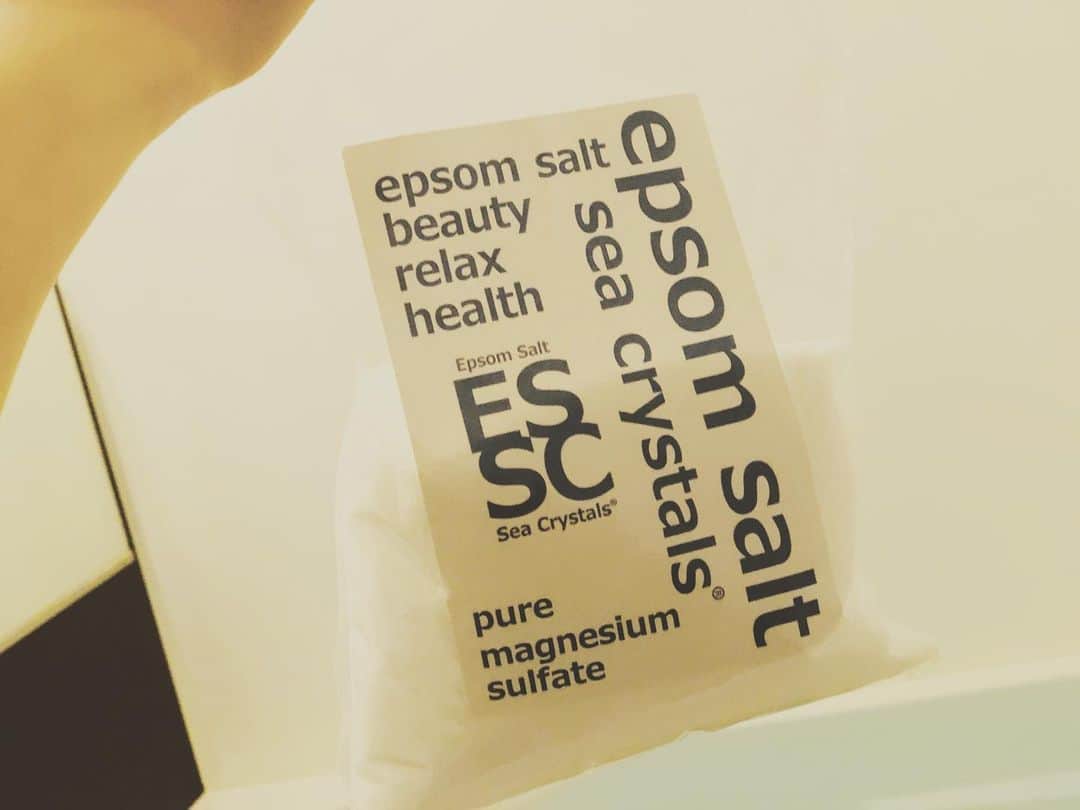 epsom salt
beauty
relax
health
epsom salt
sea crystals®
Epsom Salt
ES
SC
Sea Crystals®
pure
magnesium
sulfate